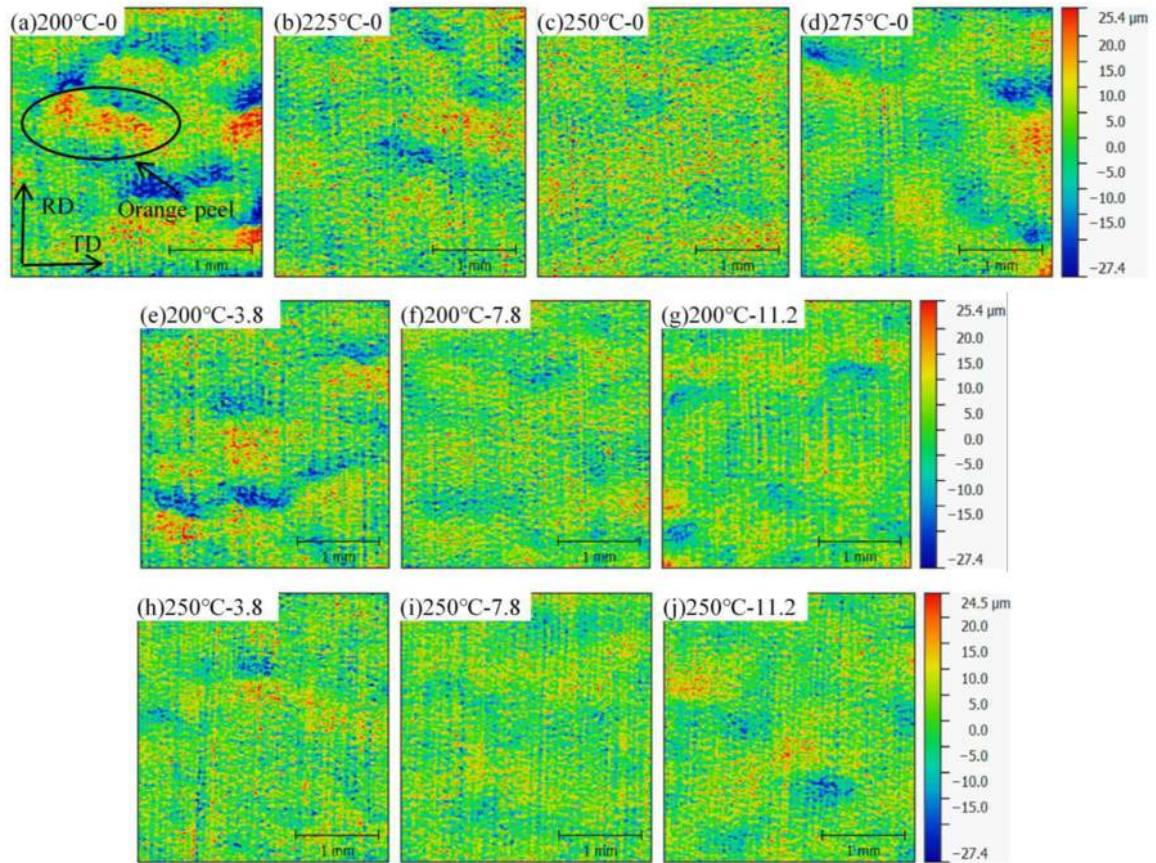 (a)200°C-0
(b)225°C-0
(c)250°C-0
(d)275°C-0
25.4 µm
20.0
15.0
10.0
5.0
0.0
−5.0
−10.0
−15.0
−27.4
Orange peel
RD
TD
1 mm
1 mm
1 mm
1 mm
(e)200°C-3.8
(f)200°C-7.8
(g)200°C-11.2
25.4 µm
20.0
15.0
10.0
5.0
0.0
−5.0
−10.0
−15.0
−27.4
1 mm
1 mm
1 mm
(h)250°C-3.8
(i)250°C-7.8
(j)250°C-11.2
24.5 µm
20.0
15.0
10.0
5.0
0.0
−5.0
−10.0
−15.0
−27.4
1 mm
1 mm
1 mm